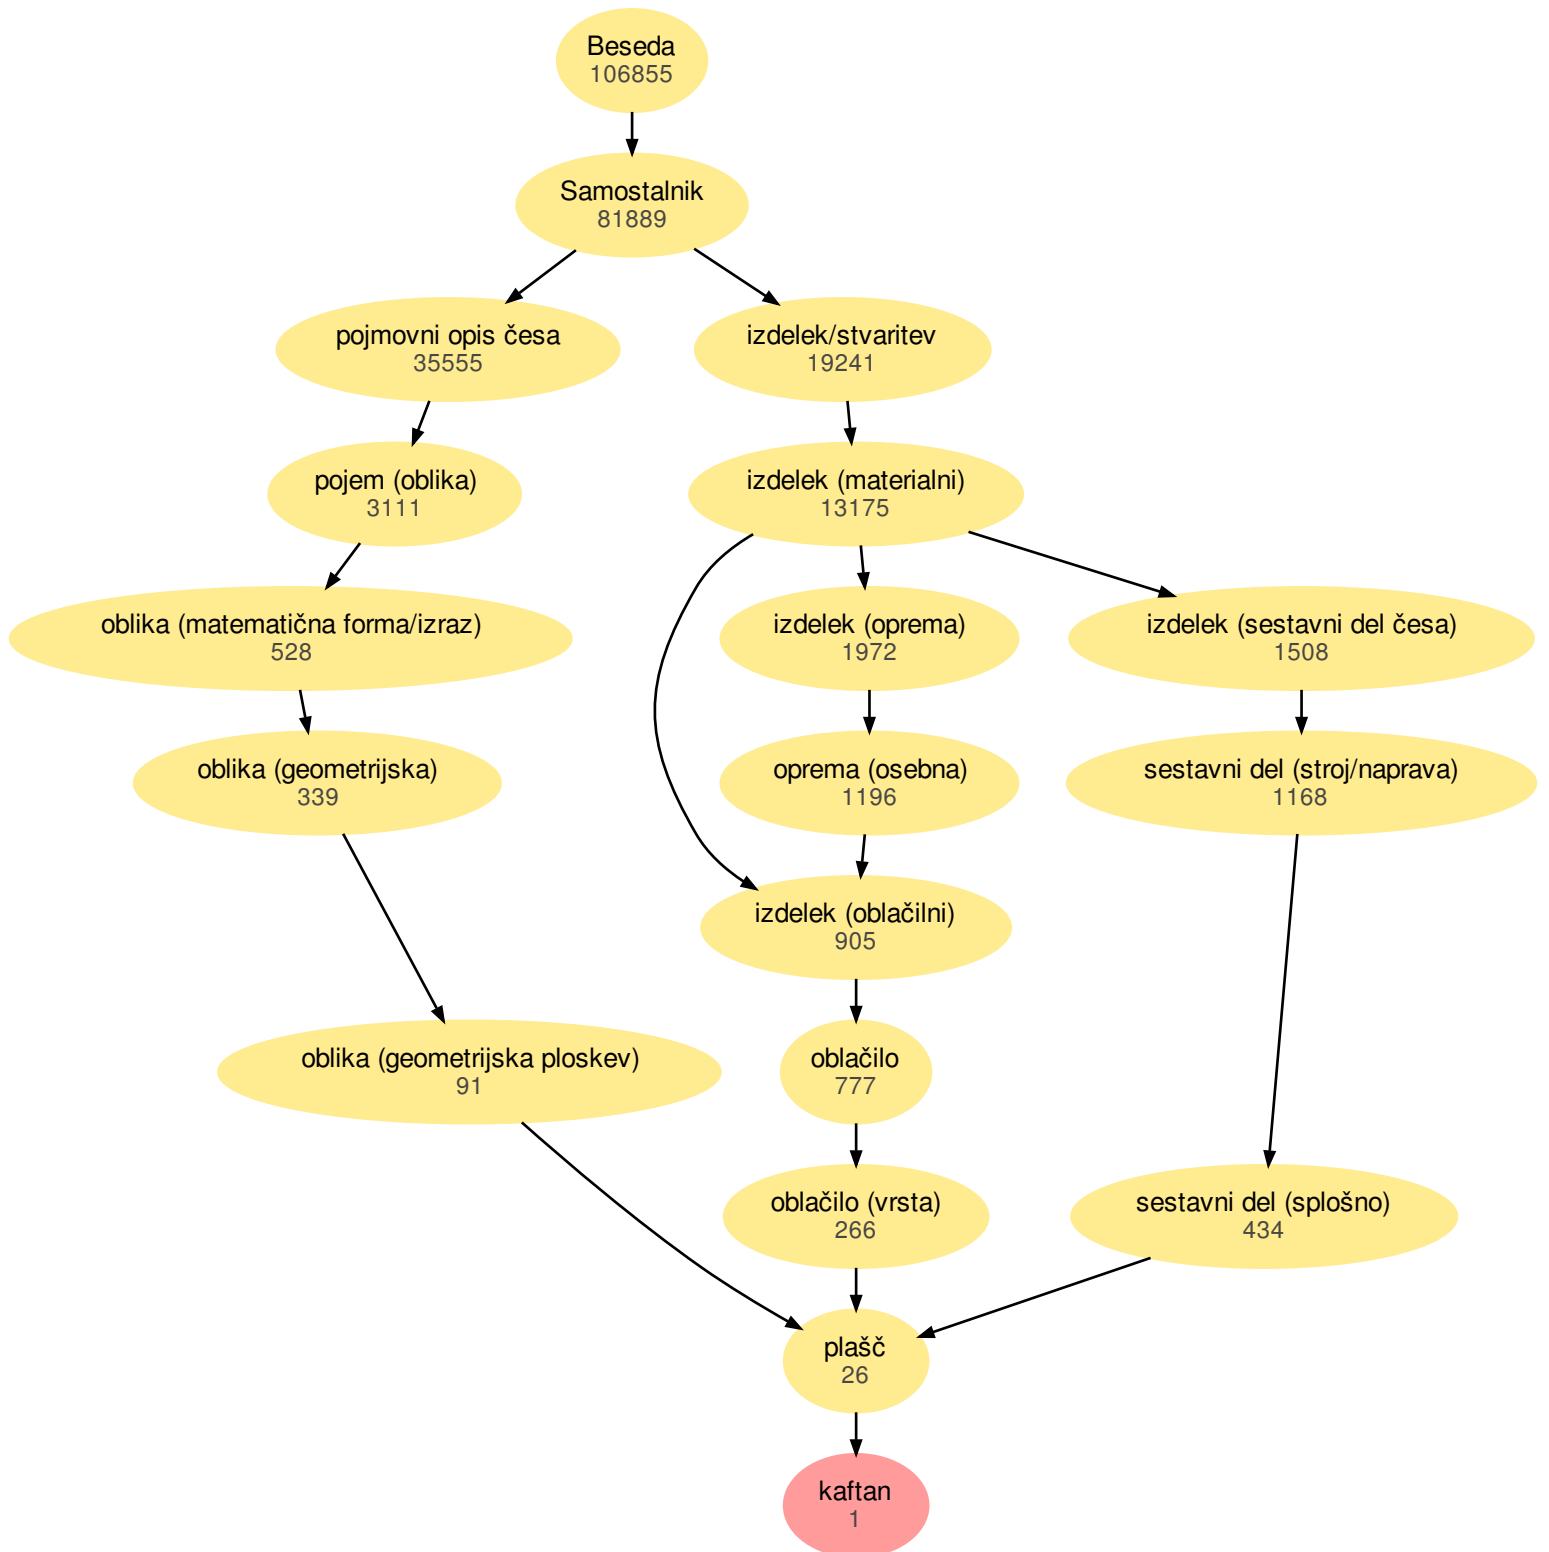 Beseda
106855
Samostalnik
81889
pojmovni opis česa
35555
izdelek/stvaritev
19241
pojem (oblika)
3111
izdelek (materialni)
13175
oblika (matematična forma/izraz)
528
izdelek (oprema)
1972
izdelek (sestavni del česa)
1508
oblika (geometrijska)
339
oprema (osebna)
1196
sestavni del (stroj/naprava)
1168
izdelek (oblačilni)
905
oblika (geometrijska ploskev)
91
oblačilo
777
oblačilo (vrsta)
266
sestavni del (splošno)
434
plašč
26
kaftan
1